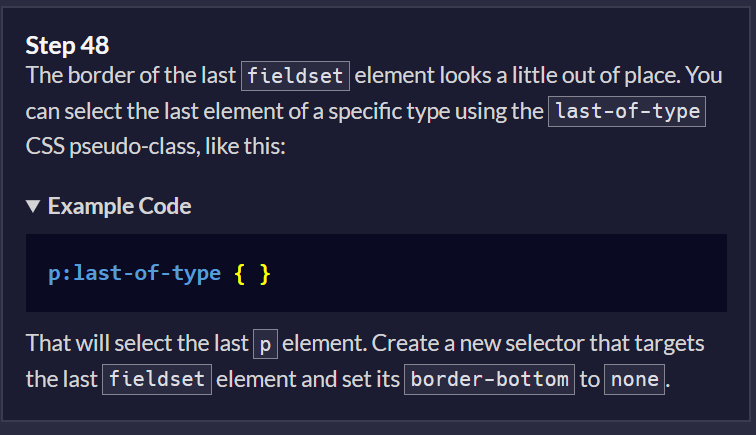 Step 48
The border of the last fieldset element looks a little out of place. You
can select the last element of a specific type using the last-of-type
CSS pseudo-class, like this:
▼ Example Code
p:last-of-type { }
That will select the last p element. Create a new selector that targets
the last fieldset element and set its border-bottom to none.